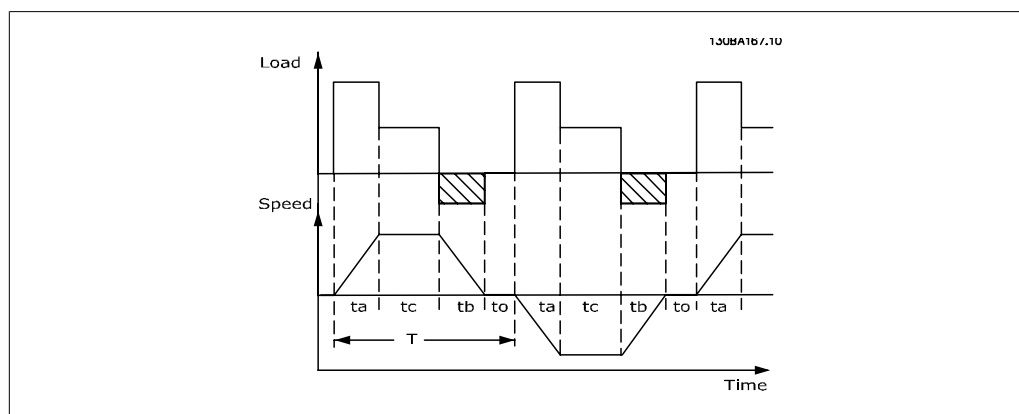 130BA167.10
Load
Speed
ta tc tb to ta tc tb to ta
T
Time